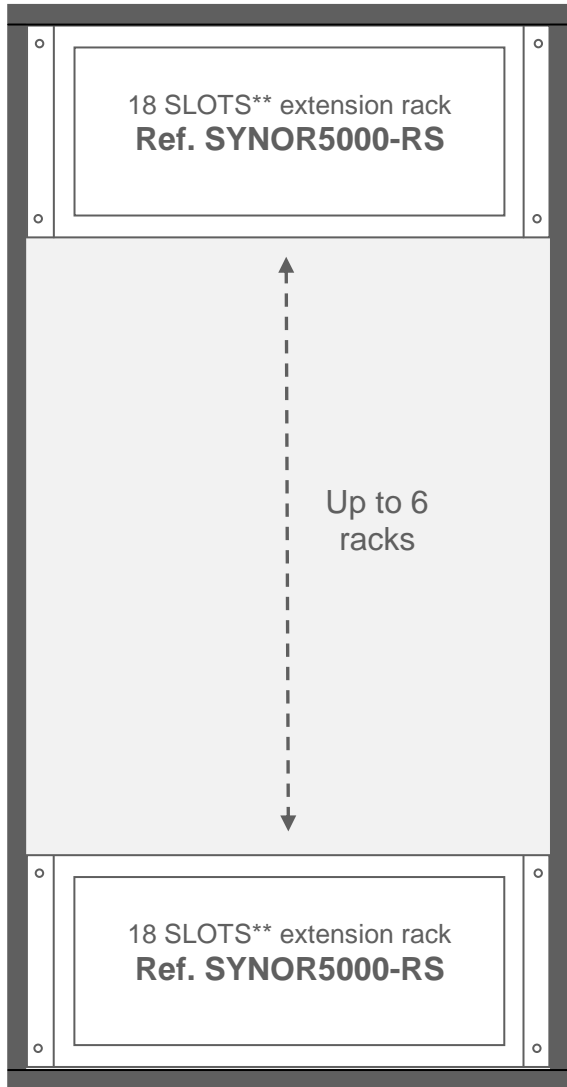 18 SLOTS** extension rack
Ref. SYNOR5000-RS
Up to 6
racks
18 SLOTS** extension rack
Ref. SYNOR5000-RS